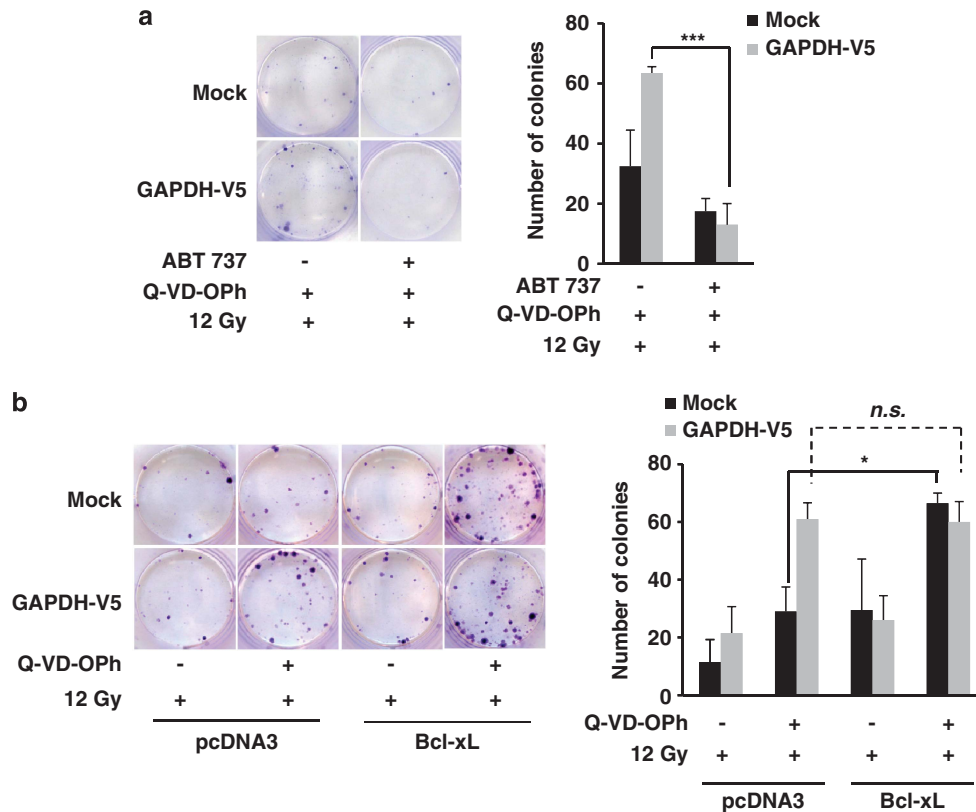 a
Mock
GAPDH-V5
ABT 737 - +
Q-VD-OPh + +
12 Gy + +
Mock
GAPDH-V5
***
Number of colonies
80
60
40
20
0
ABT 737 - +
Q-VD-OPh + +
12 Gy + +
b
Mock
GAPDH-V5
Q-VD-OPh - + - +
12 Gy + + + +
pcDNA3 Bcl-xL
Mock
GAPDH-V5
n.s.
*
Number of colonies
80
60
40
20
0
Q-VD-OPh - + - +
12 Gy + + + +
pcDNA3 Bcl-xL